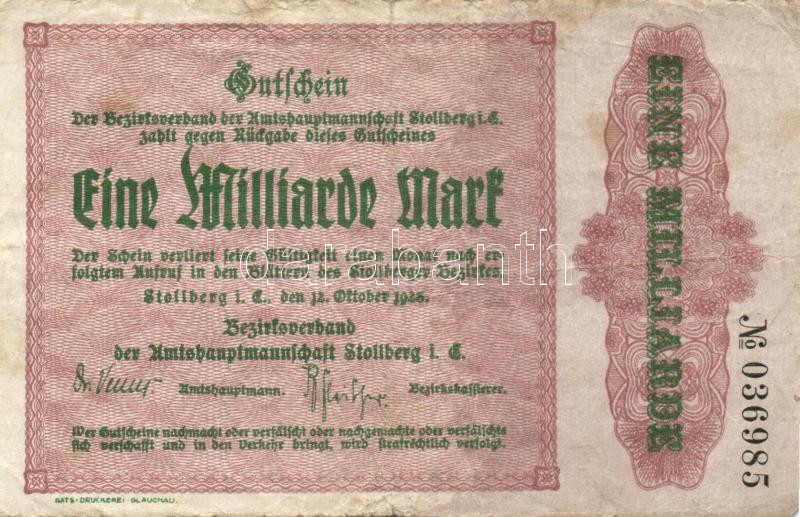 Gutschein
Der Bezirksverband der Amtshauptmannschaft Stollberg i. E.
zahlt gegen Rückgabe dieses Gutscheines
Eine Milliarde Mark
Der Schein verliert seine Gültigkeit einen Monat nach er-
folgtem Aufruf in den Blättern des Stollberger Bezirkes.
Stollberg i. E., den 12. Oktober 1923.
Bezirksverband
der Amtshauptmannschaft Stollberg i. E.
Amtshauptmann. Bezirkskassierer.
Wer Gutscheine nachmacht oder verfälscht oder nachgemachte oder verfälschte
sich verschafft und in den Verkehr bringt, wird strafrechtlich verfolgt.
RATS-DRUCKEREI GLAUCHAU.
EINE MILLIARDE
№ 036985
darabanth